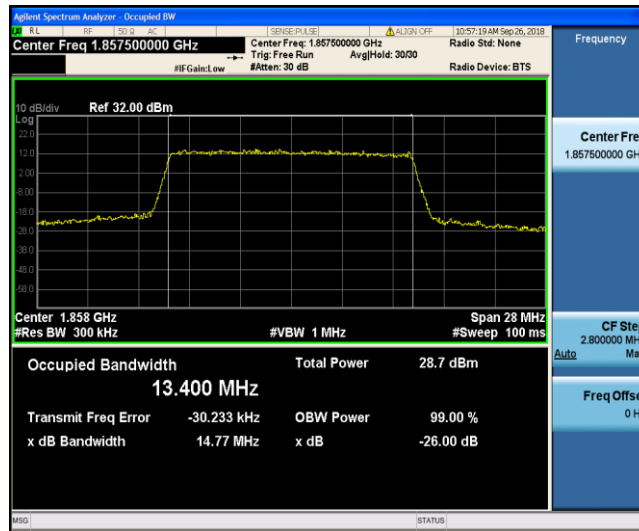 Agilent Spectrum Analyzer - Occupied BW
RL RF 50 Ω AC SENSE:PULSE ALIGN OFF 10:57:19 AM Sep 26, 2018
Center Freq 1.857500000 GHz Center Freq: 1.857500000 GHz Radio Std: None Frequency
Trig: Free Run Avg|Hold: 30/30
#IFGain:Low #Atten: 30 dB Radio Device: BTS
10 dB/div Ref 32.00 dBm
Log
22.0
12.0
2.00
-8.00
-18.0
-28.0
-38.0
-48.0
-58.0
Center Fre
1.857500000 GH
Center 1.858 GHz Span 28 MHz
#Res BW 300 kHz #VBW 1 MHz #Sweep 100 ms
CF Ste
2.800000 MH
Auto Ma
Occupied Bandwidth Total Power 28.7 dBm
13.400 MHz
Transmit Freq Error -30.233 kHz OBW Power 99.00 %
x dB Bandwidth 14.77 MHz x dB -26.00 dB
Freq Offse
0 H
MSG STATUS